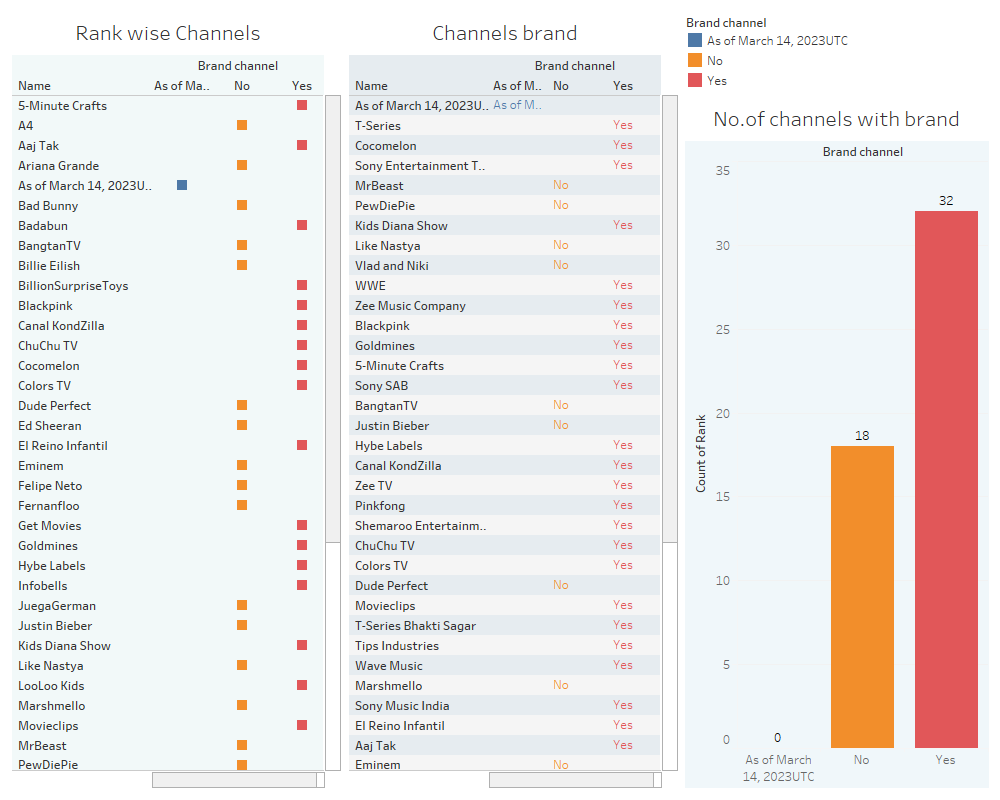 Rank wise Channels
Brand channel
Name As of Ma.. No Yes
5-Minute Crafts
A4
Aaj Tak
Ariana Grande
As of March 14, 2023U..
Bad Bunny
Badabun
BangtanTV
Billie Eilish
BillionSurpriseToys
Blackpink
Canal KondZilla
ChuChu TV
Cocomelon
Colors TV
Dude Perfect
Ed Sheeran
El Reino Infantil
Eminem
Felipe Neto
Fernanfloo
Get Movies
Goldmines
Hybe Labels
Infobells
JuegaGerman
Justin Bieber
Kids Diana Show
Like Nastya
LooLoo Kids
Marshmello
Movieclips
MrBeast
PewDiePie
Channels brand
Brand channel
Name As of M.. No Yes
As of March 14, 2023U.. As of M..
T-Series Yes
Cocomelon Yes
Sony Entertainment T.. Yes
MrBeast No
PewDiePie No
Kids Diana Show Yes
Like Nastya No
Vlad and Niki No
WWE Yes
Zee Music Company Yes
Blackpink Yes
Goldmines Yes
5-Minute Crafts Yes
Sony SAB Yes
BangtanTV No
Justin Bieber No
Hybe Labels Yes
Canal KondZilla Yes
Zee TV Yes
Pinkfong Yes
Shemaroo Entertainm.. Yes
ChuChu TV Yes
Colors TV Yes
Dude Perfect No
Movieclips Yes
T-Series Bhakti Sagar Yes
Tips Industries Yes
Wave Music Yes
Marshmello No
Sony Music India Yes
El Reino Infantil Yes
Aaj Tak Yes
Eminem No
Brand channel
As of March 14, 2023UTC
No
Yes
No.of channels with brand
Brand channel
35
30
25
20
15
10
5
0
Count of Rank
0
18
32
As of March
14, 2023UTC
No
Yes